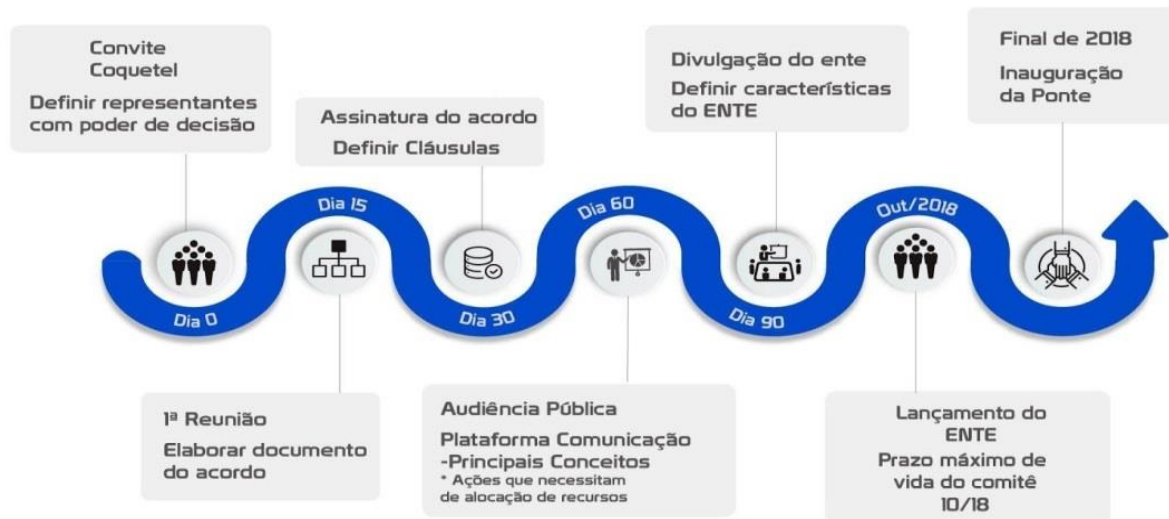 Convite
Coquetel
Definir representantes
com poder de decisão
Dia 0
Dia 15
1ª Reunião
Elaborar documento
do acordo
Assinatura do acordo
Definir Cláusulas
Dia 30
Dia 60
Audiência Pública
Plataforma Comunicação
-Principais Conceitos
* Ações que necessitam
de alocação de recursos
Divulgação do ente
Definir características
do ENTE
Dia 90
Out/2018
Lançamento do
ENTE
Prazo máximo de
vida do comitê
10/18
Final de 2018
Inauguração
da Ponte